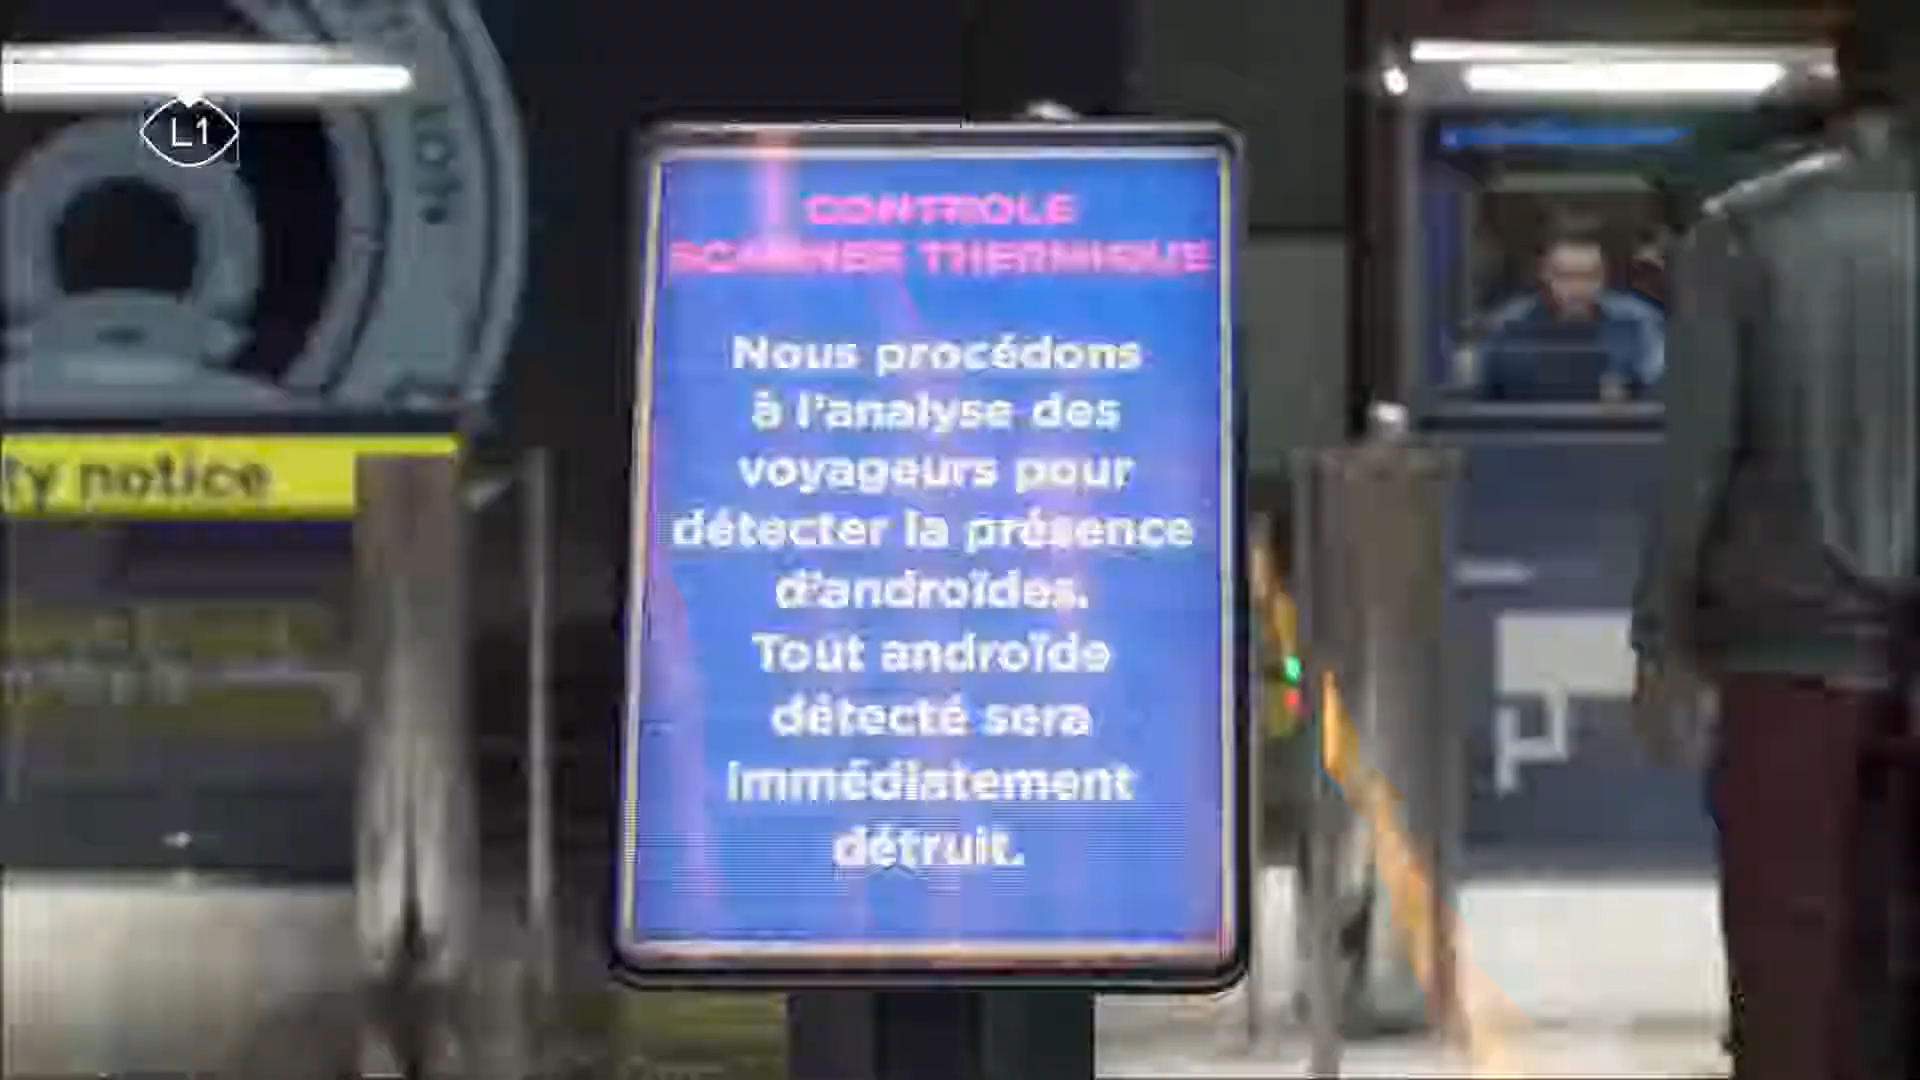 L1
CONTROLE
SCANNER THERMIQUE
Nous procédons
à l'analyse des
voyageurs pour
détecter la présence
d'androïdes.
Tout androïde
détecté sera
immédiatement
détruit.
ty notice